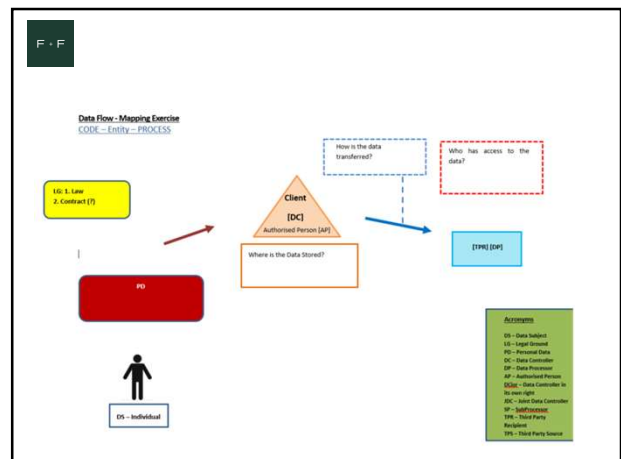 F + F
Data Flow - Mapping Exercise
CODE – Entity – PROCESS
How is the data
transferred?
Who has access to the
data?
LG: 1. Law
2. Contract (?)
Client
[DC]
Authorised Person [AP]
Where is the Data Stored?
[TPR] [DP]
PD
DS – Individual
Acronyms
DS – Data Subject
LG – Legal Ground
PD – Personal Data
DC – Data Controller
DP – Data Processor
AP – Authorised Person
DCior – Data Controller in
its own right
JDC – Joint Data Controller
SP – SubProcessor
TPR – Third Party
Recipient
TPS – Third Party Source